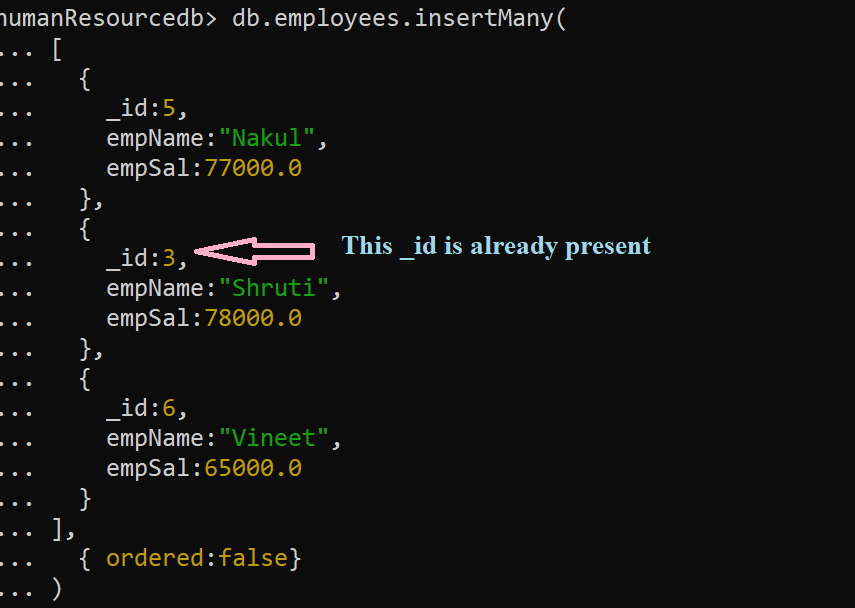 humanResourcedb> db.employees.insertMany(
... [
...   {
...     _id:5,
...     empName:"Nakul",
...     empSal:77000.0
...   },
...   {
...     _id:3, This _id is already present
...     empName:"Shruti",
...     empSal:78000.0
...   },
...   {
...     _id:6,
...     empName:"Vineet",
...     empSal:65000.0
...   }
... ],
...   { ordered:false}
... )